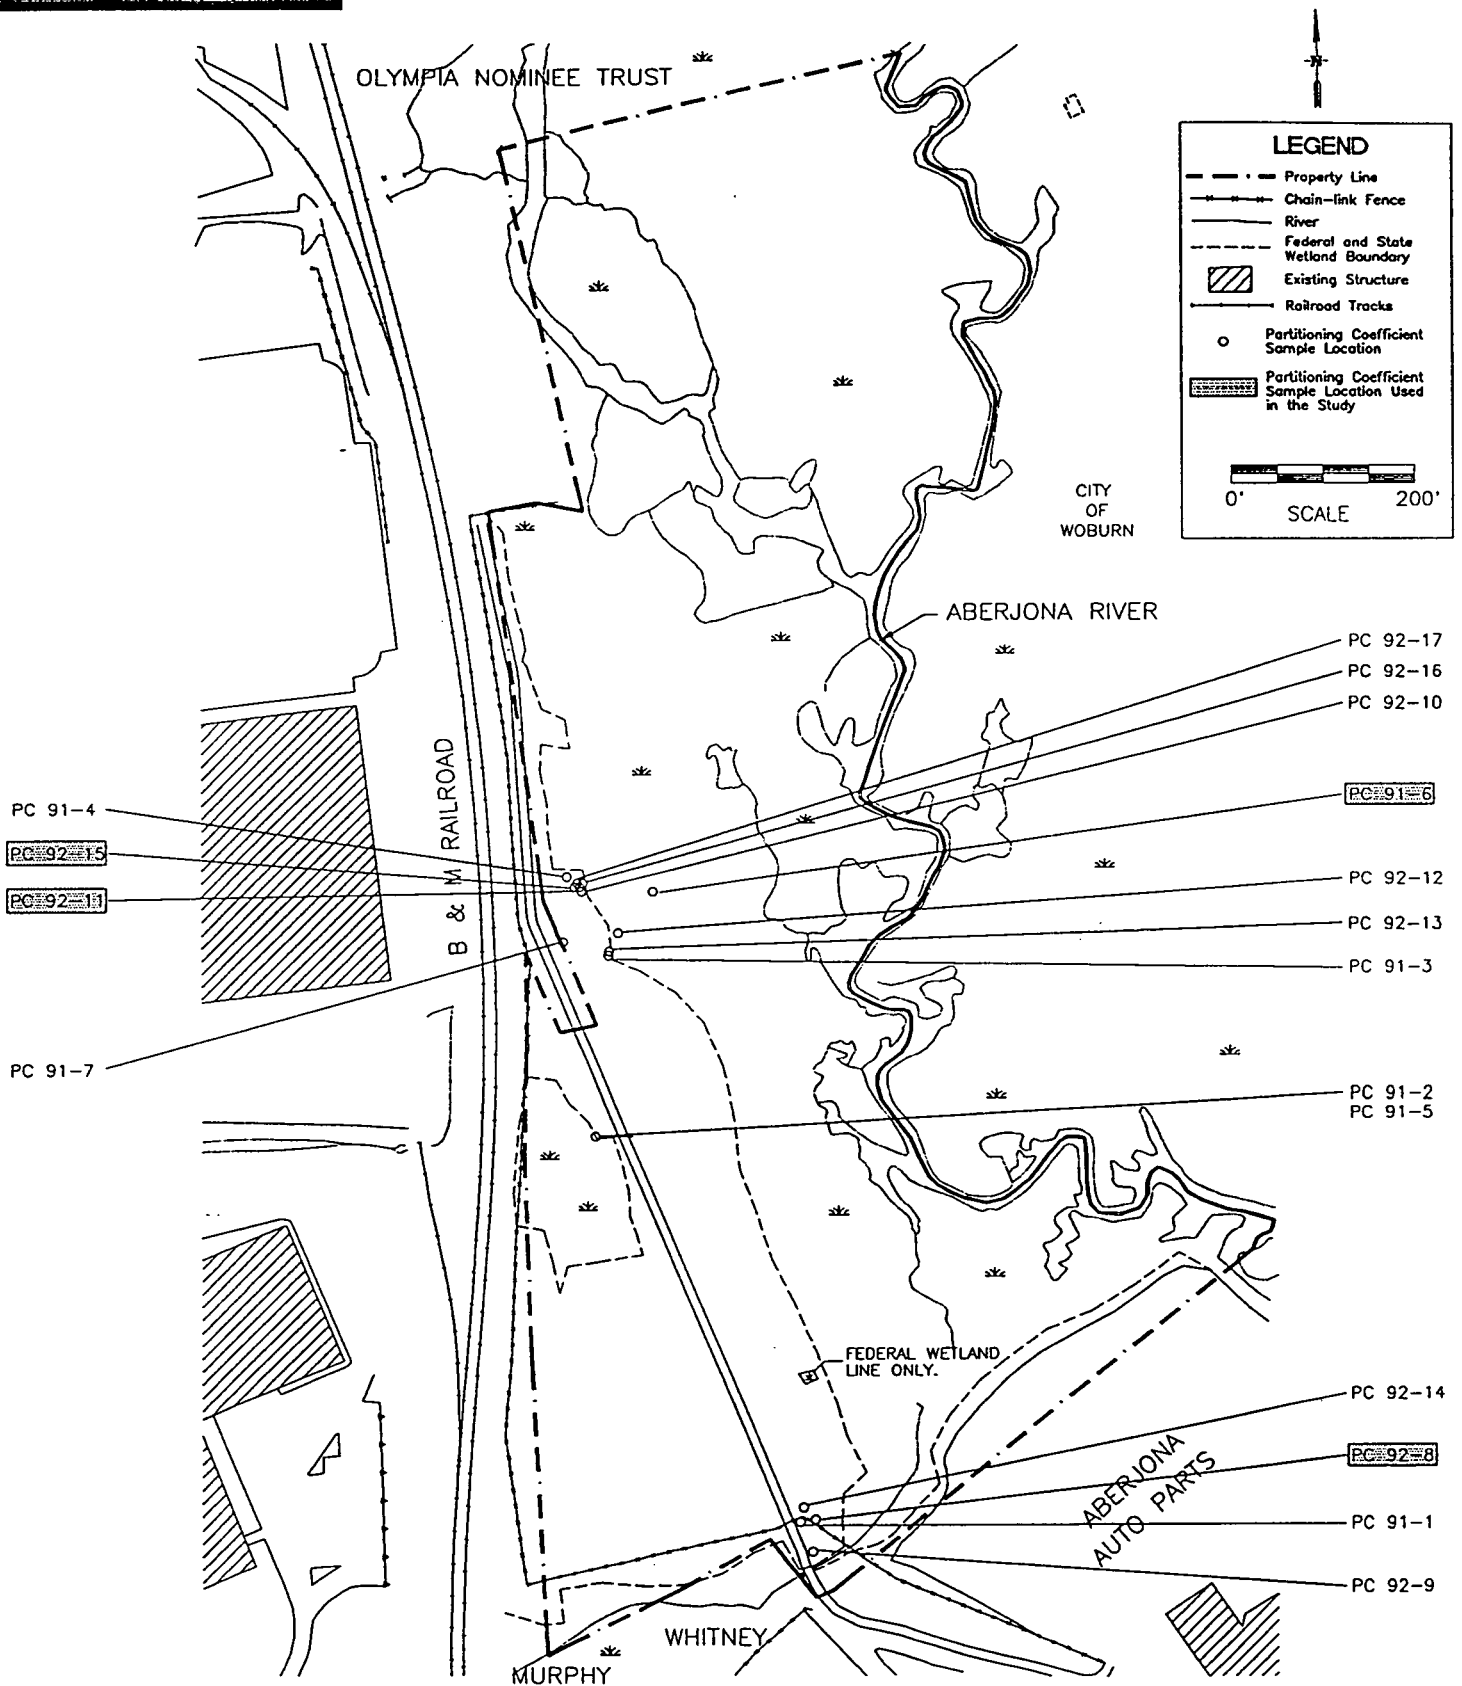 OLYMPIA NOMINEE TRUST
N
LEGEND
Property Line
Chain-link Fence
River
Federal and State
Wetland Boundary
Existing Structure
Railroad Tracks
Partitioning Coefficient
Sample Location
Partitioning Coefficient
Sample Location Used
in the Study
0' 200'
SCALE
CITY
OF
WOBURN
ABERJONA RIVER
PC 92-17
PC 92-16
PC 92-10
PC 91-6
PC 92-12
PC 92-13
PC 91-3
PC 91-4
PC 92-15
PC 92-11
B & M RAILROAD
PC 91-7
PC 91-2
PC 91-5
FEDERAL WETLAND
LINE ONLY.
PC 92-14
PC 92-8
PC 91-1
PC 92-9
ABERJONA
AUTO PARTS
WHITNEY
MURPHY